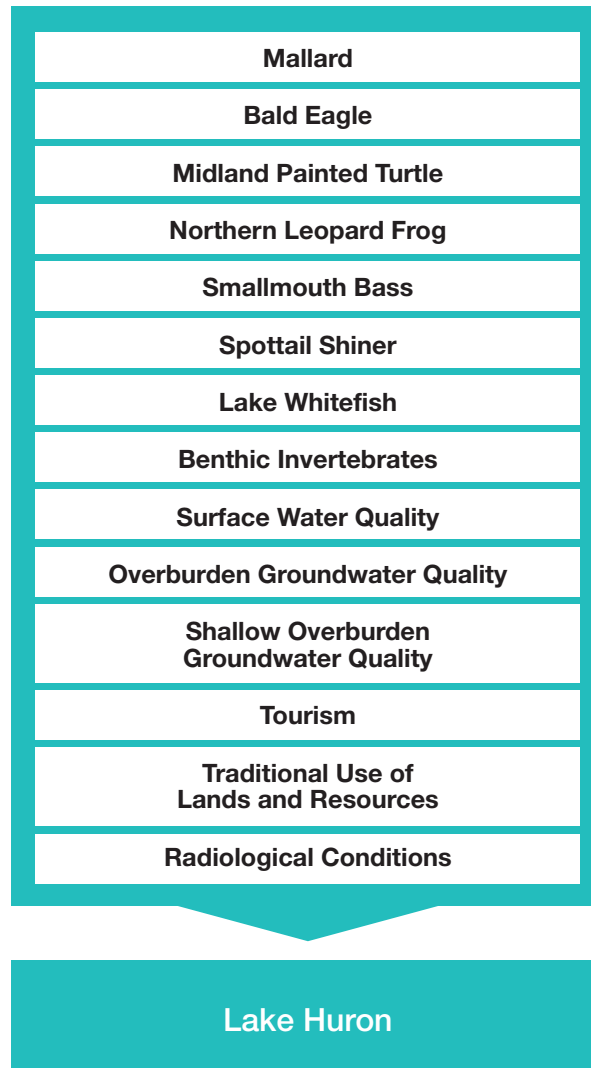 Mallard
Bald Eagle
Midland Painted Turtle
Northern Leopard Frog
Smallmouth Bass
Spottail Shiner
Lake Whitefish
Benthic Invertebrates
Surface Water Quality
Overburden Groundwater Quality
Shallow Overburden
Groundwater Quality
Tourism
Traditional Use of
Lands and Resources
Radiological Conditions
Lake Huron